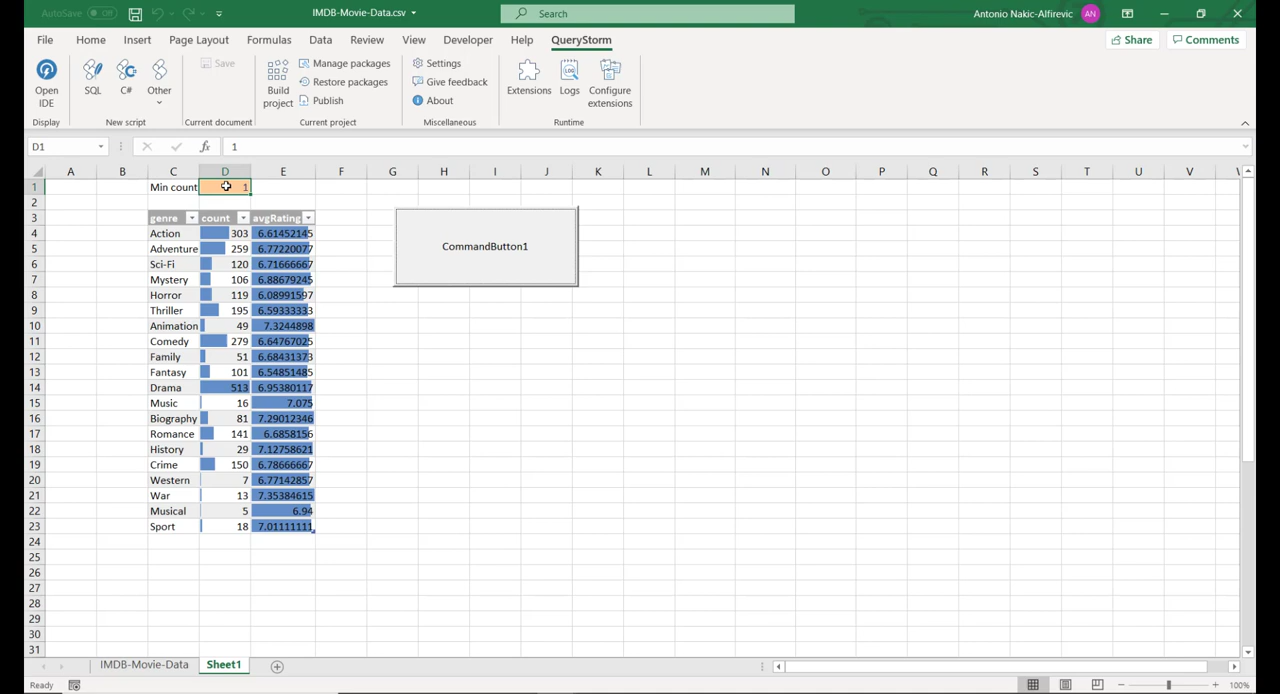 AutoSave Off IMDB-Movie-Data.csv Search Antonio Nakic-Alfirevic AN
File Home Insert Page Layout Formulas Data Review View Developer Help QueryStorm Share Comments
Open IDE SQL C# Other Save Build project Manage packages Restore packages Publish Settings Give feedback About Extensions LOG Logs Configure extensions
Display New script Current document Current project Miscellaneous Runtime
D1 fx 1
A B C D E F G H I J K L M N O P Q R S T U V W
1 Min count 1
2
3 genre count avgRating
4 Action 303 6.61452145
5 Adventure 259 6.77220077
6 Sci-Fi 120 6.71666667
7 Mystery 106 6.88679245
8 Horror 119 6.08991597
9 Thriller 195 6.59333333
10 Animation 49 7.3244898
11 Comedy 279 6.64767025
12 Family 51 6.68431373
13 Fantasy 101 6.54851485
14 Drama 513 6.95380117
15 Music 16 7.075
16 Biography 81 7.29012346
17 Romance 141 6.6858156
18 History 29 7.12758621
19 Crime 150 6.78666667
20 Western 7 6.77142857
21 War 13 7.35384615
22 Musical 5 6.94
23 Sport 18 7.01111111
24
25
26
27
28
29
30
31
CommandButton1
IMDB-Movie-Data Sheet1
Ready 100%